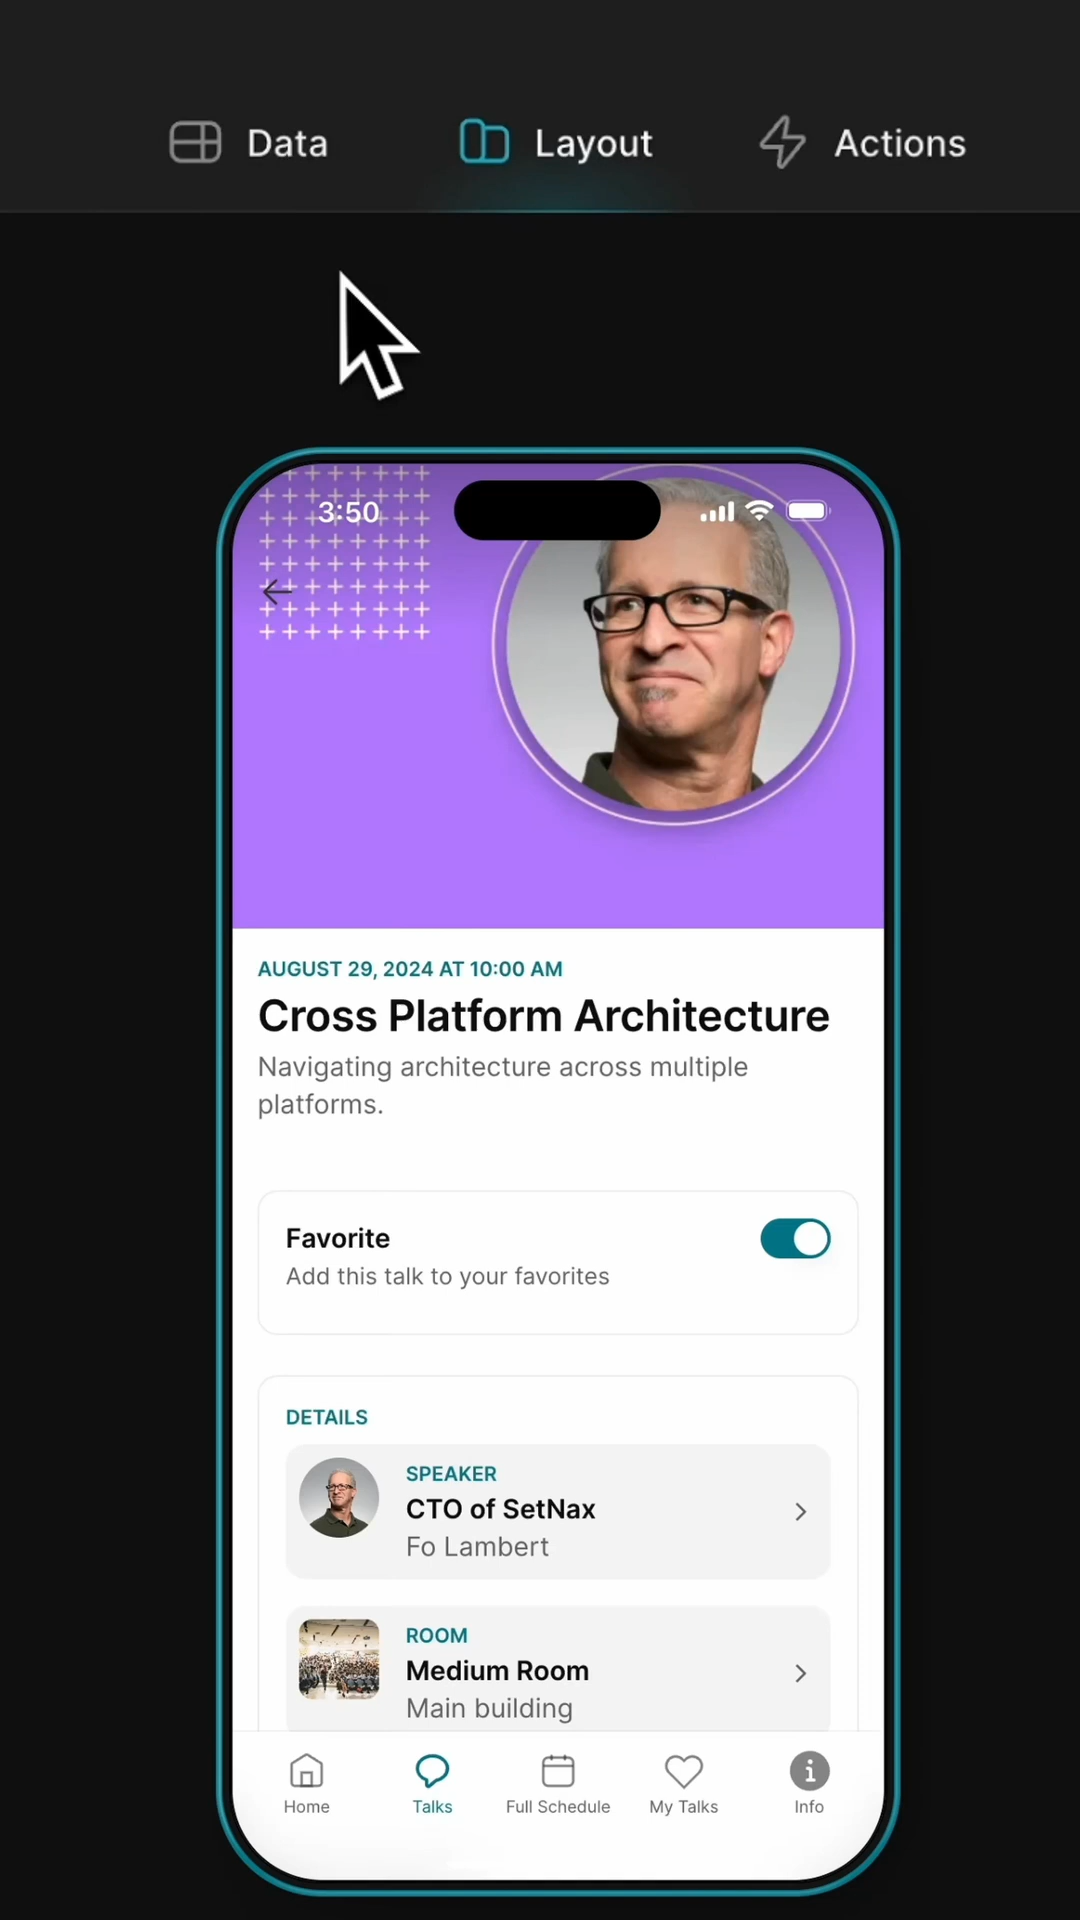 Data
Layout
Actions
3:50
AUGUST 29, 2024 AT 10:00 AM
Cross Platform Architecture
Navigating architecture across multiple
platforms.
Favorite
Add this talk to your favorites
DETAILS
SPEAKER
CTO of SetNax
Fo Lambert
ROOM
Medium Room
Main building
Home
Talks
Full Schedule
My Talks
Info